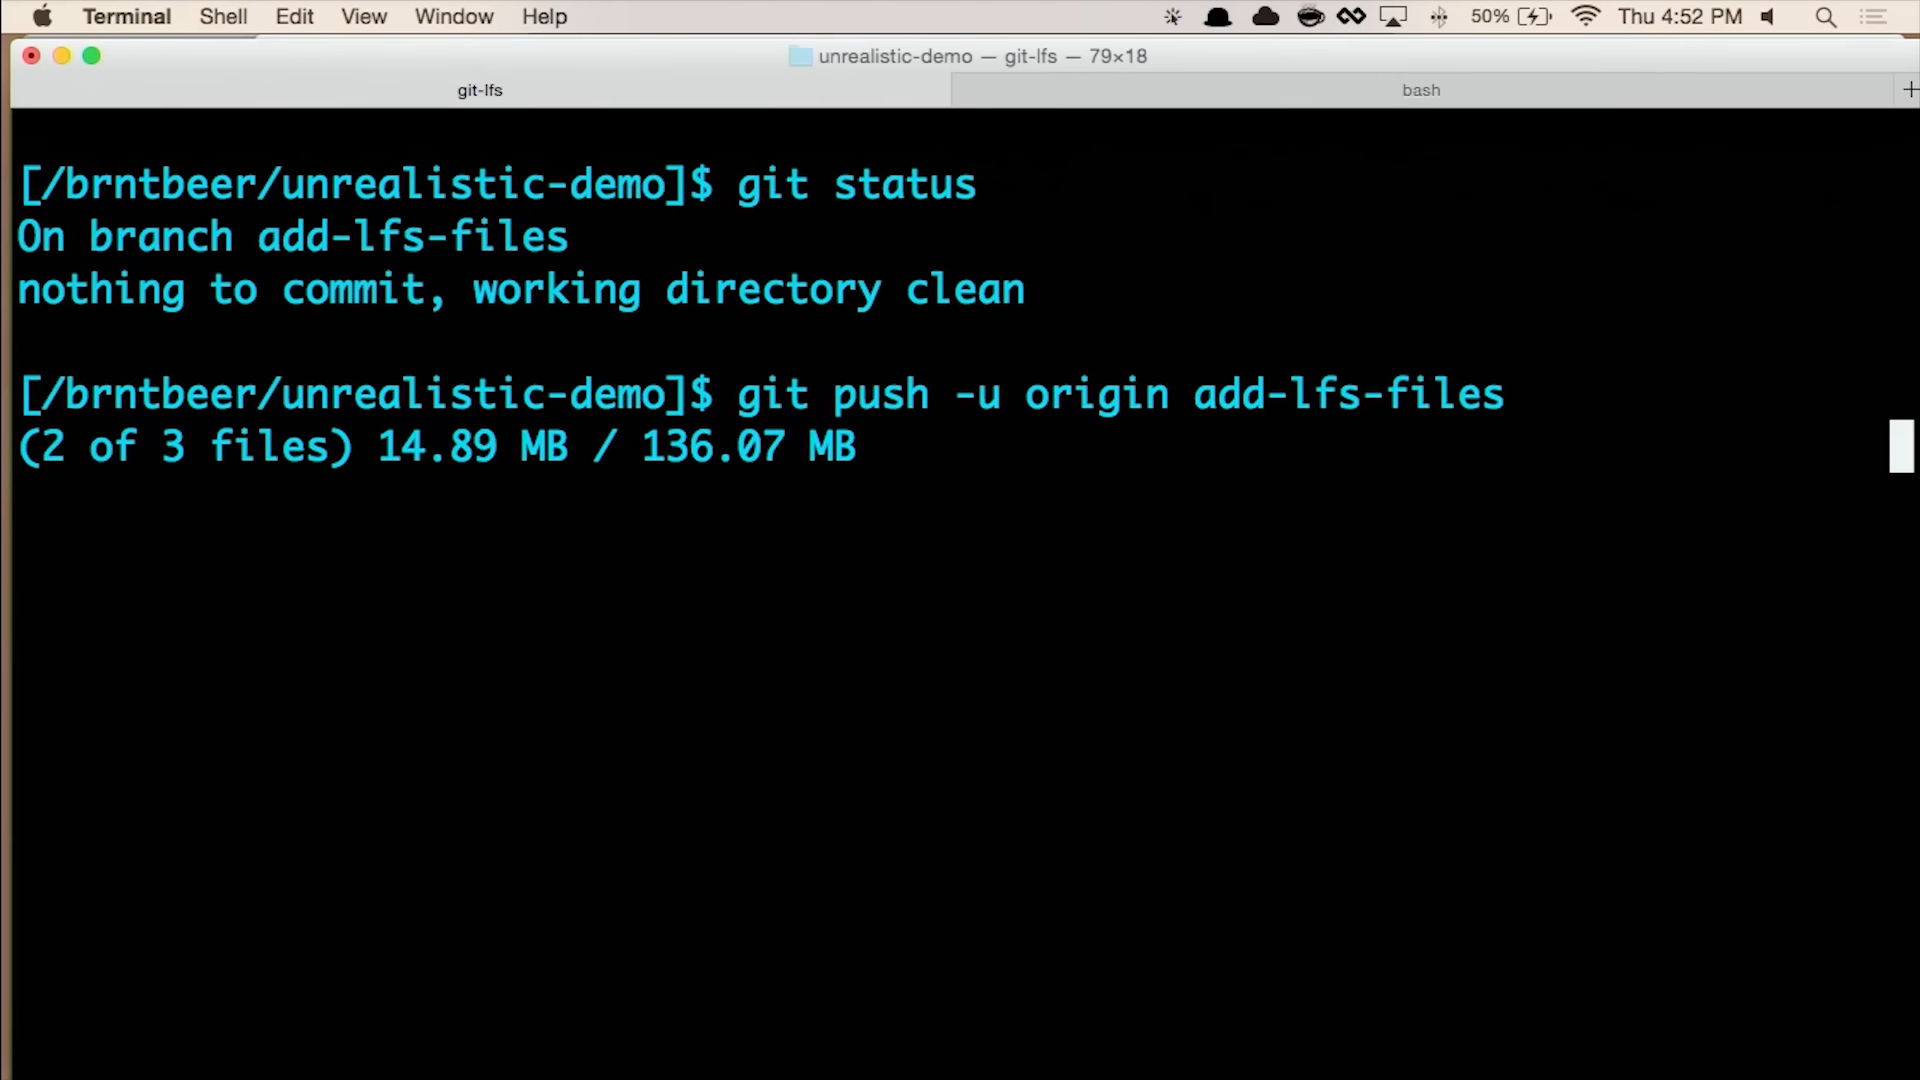 Terminal Shell Edit View Window Help 50% Thu 4:52 PM
unrealistic-demo — git-lfs — 79×18
git-lfs bash +
[/brntbeer/unrealistic-demo]$ git status
On branch add-lfs-files
nothing to commit, working directory clean
[/brntbeer/unrealistic-demo]$ git push -u origin add-lfs-files
(2 of 3 files) 14.89 MB / 136.07 MB